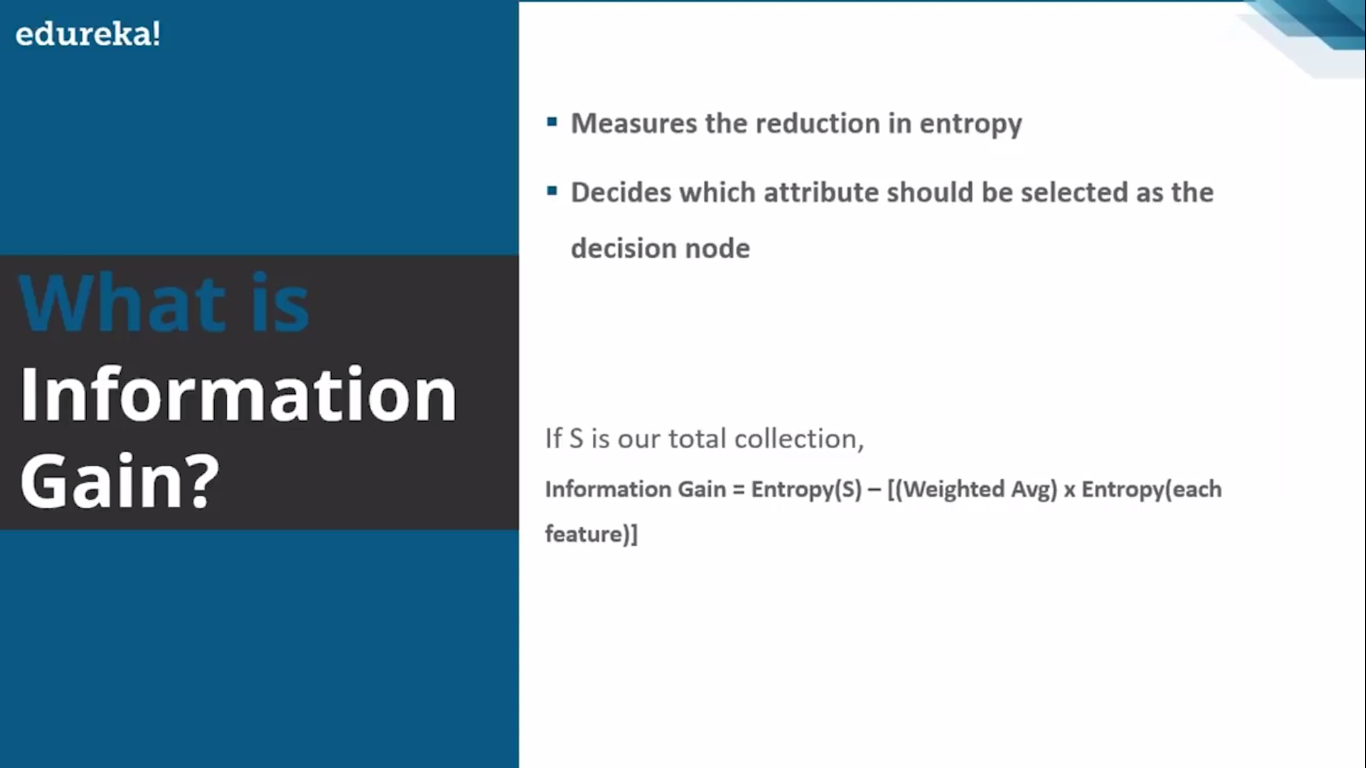 edureka!
What is
Information
Gain?
▪ Measures the reduction in entropy
▪ Decides which attribute should be selected as the
decision node
If S is our total collection,
Information Gain = Entropy(S) – [(Weighted Avg) x Entropy(each
feature)]